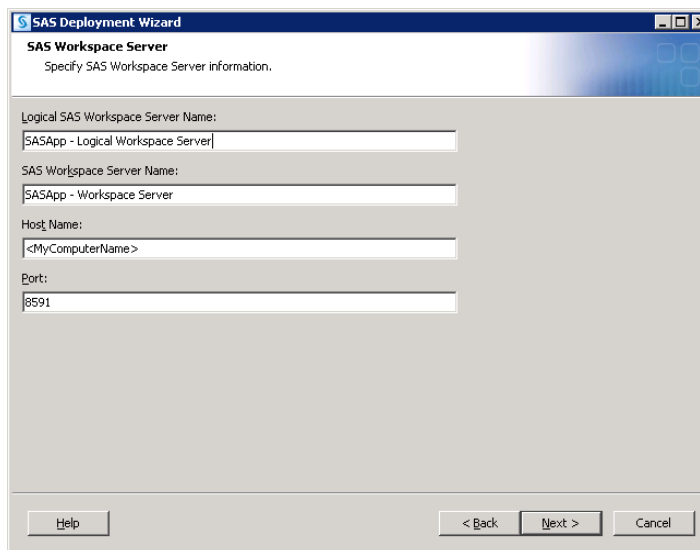 SAS Deployment Wizard
SAS Workspace Server
Specify SAS Workspace Server information.
Logical SAS Workspace Server Name:
SASApp - Logical Workspace Server
SAS Workspace Server Name:
SASApp - Workspace Server
Host Name:
<MyComputerName>
Port:
8591
Help < Back Next > Cancel